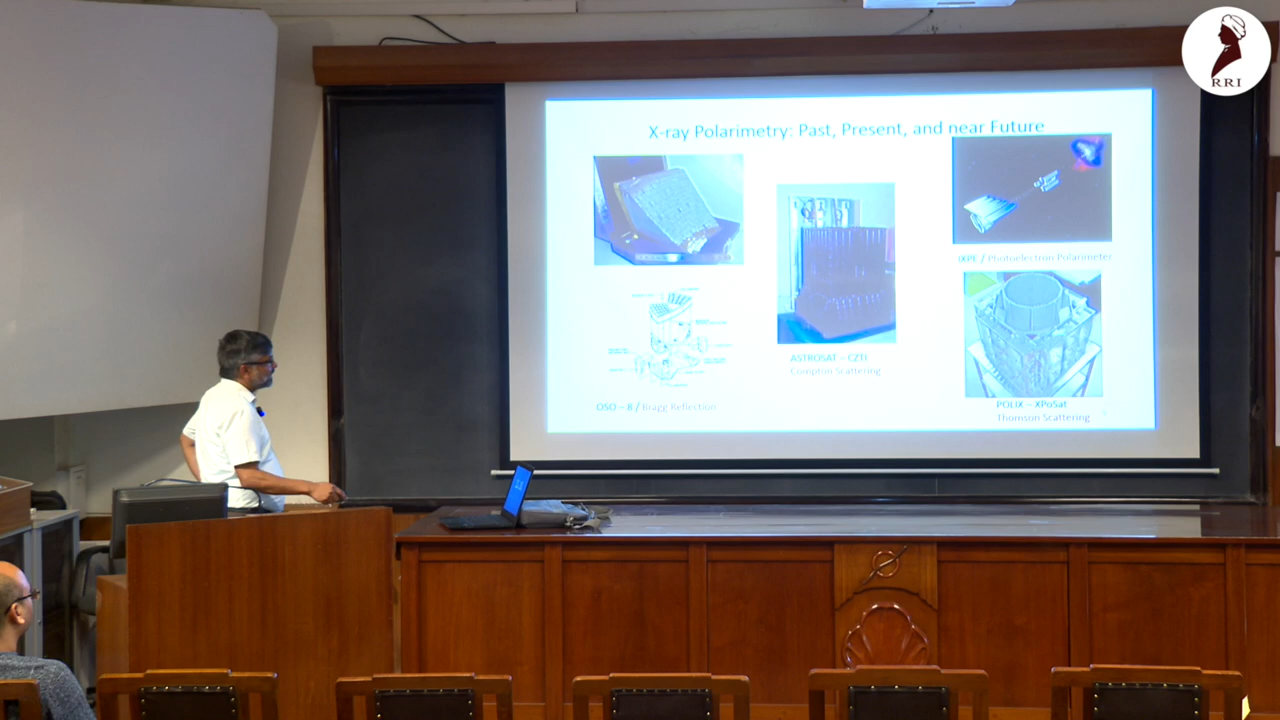 RRI
X-ray Polarimetry: Past, Present, and near Future
IXPE / Photoelectron Polarimeter
ASTROSAT – CZTI
Compton Scattering
OSO – 8 / Bragg Reflection
POLIX – XPoSat
Thomson Scattering